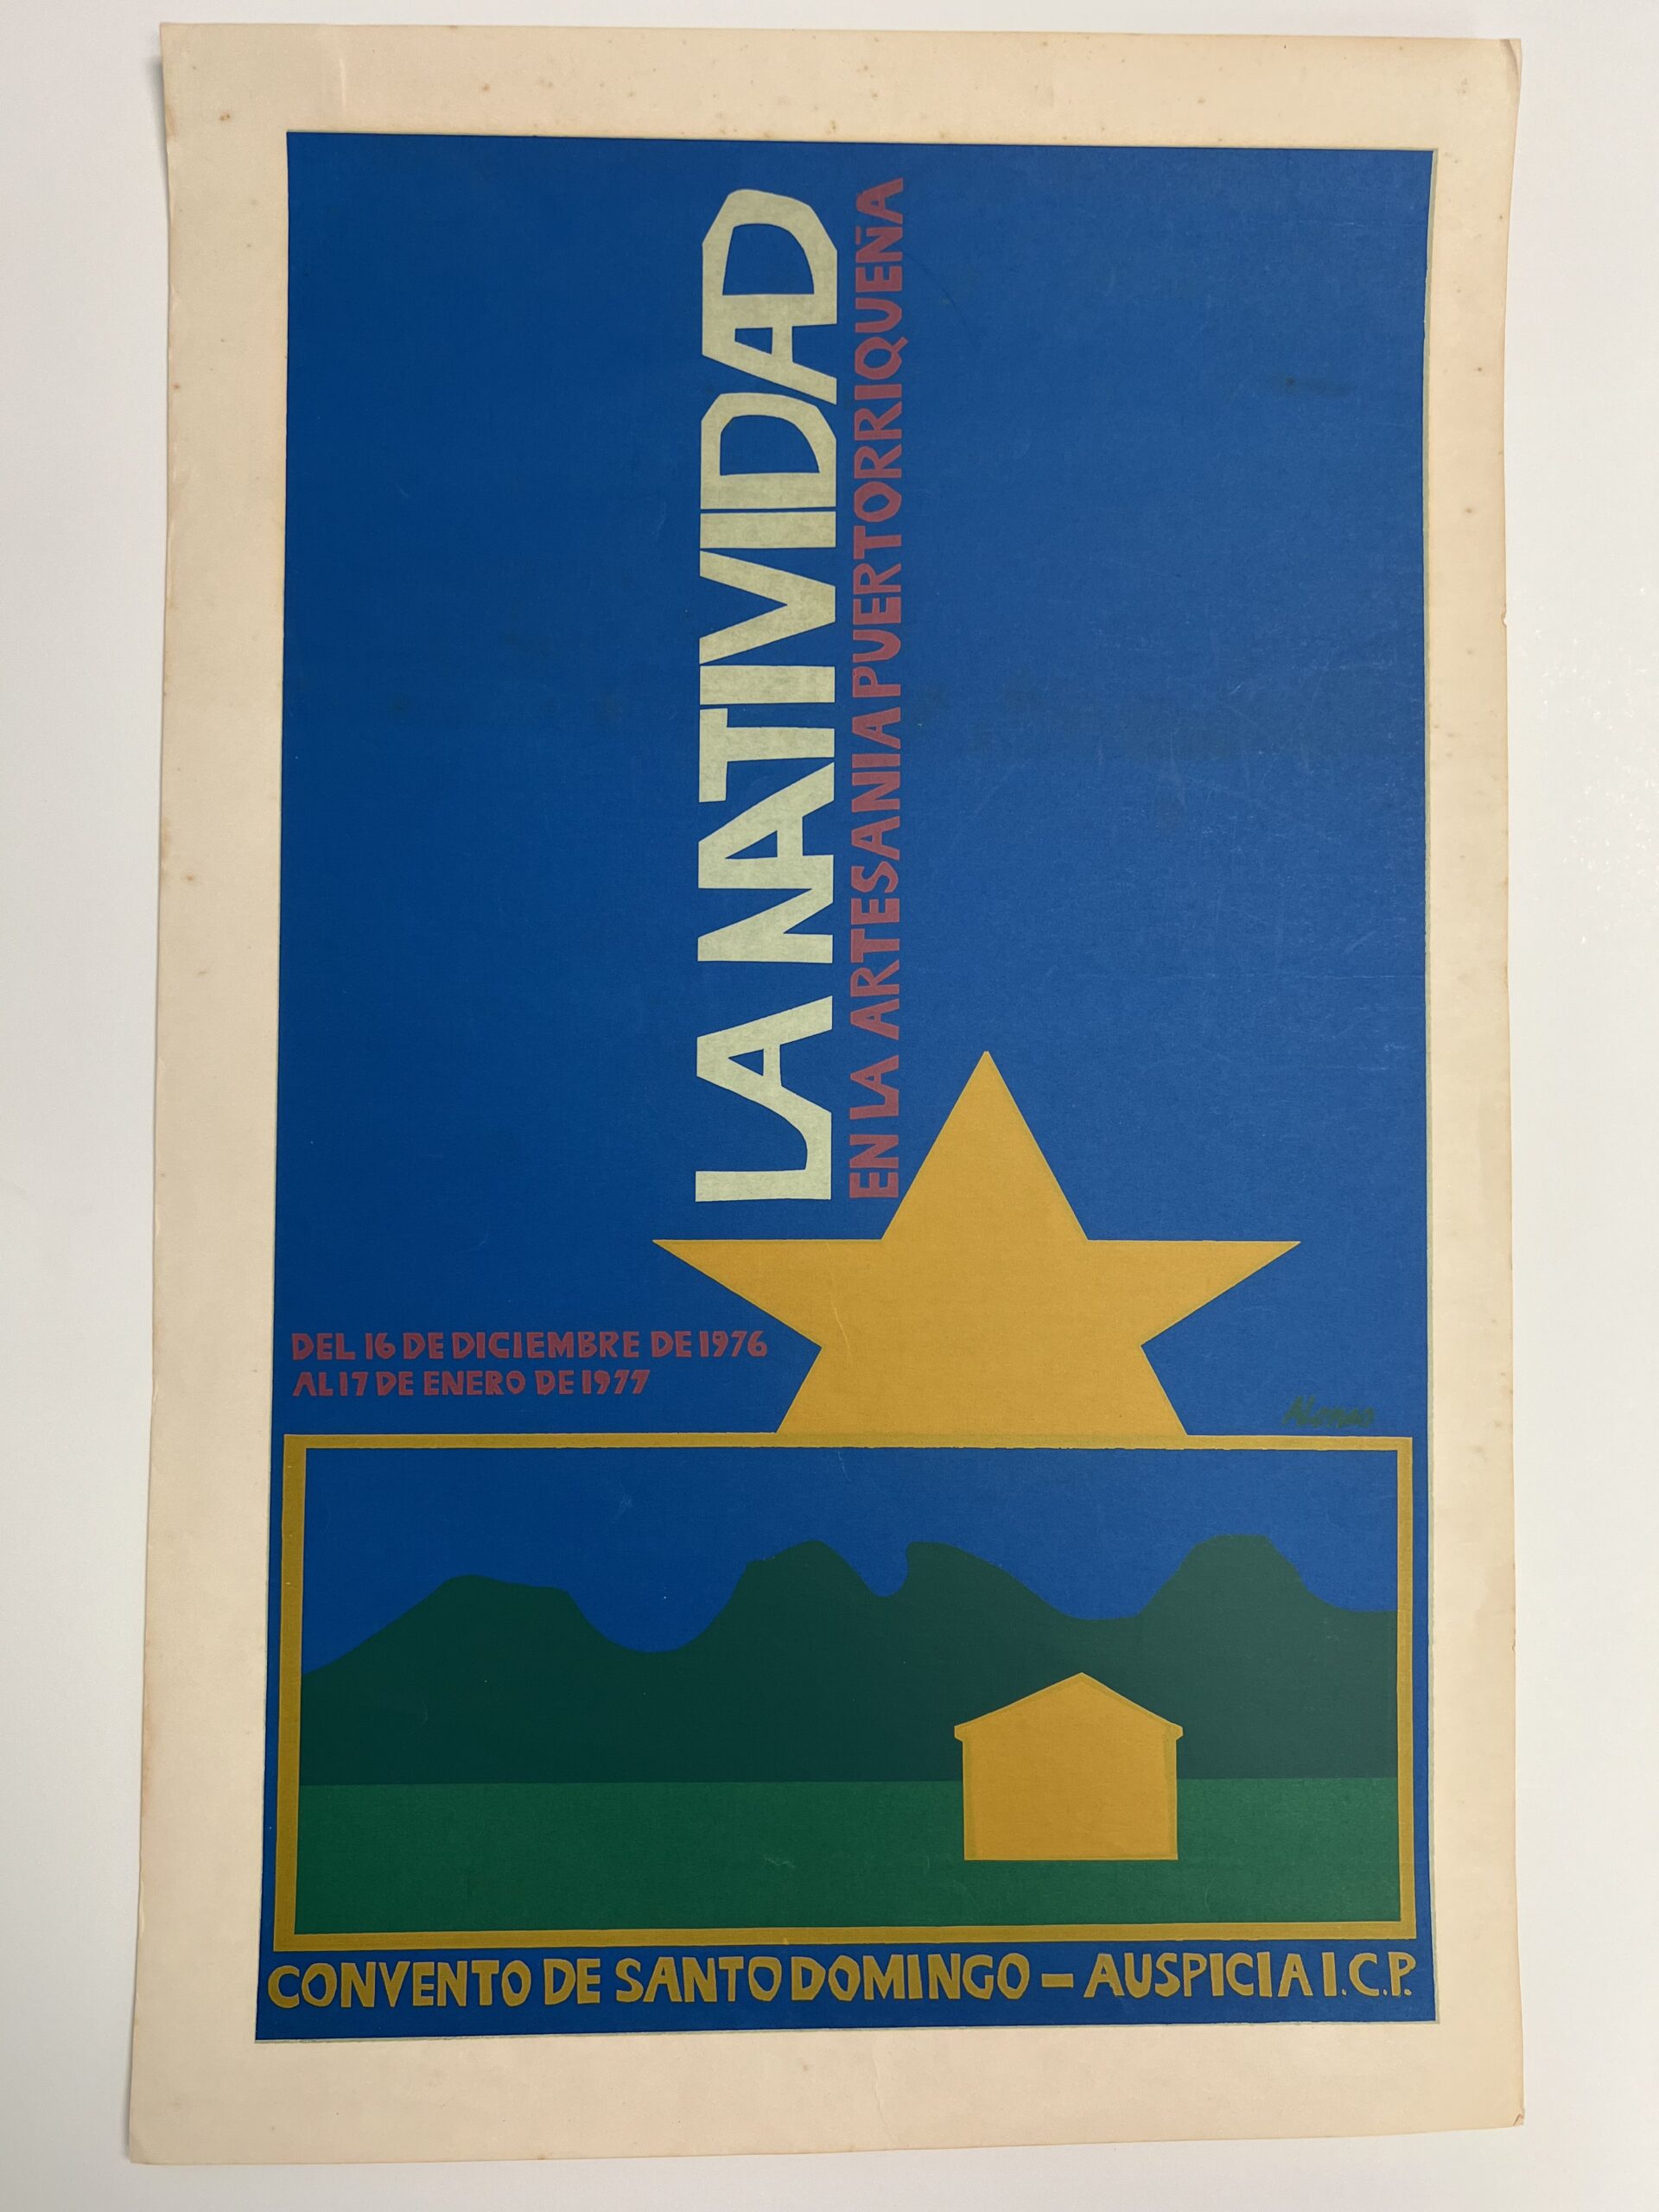 LA NATIVIDAD
EN LA ARTESANIA PUERTORRIQUEÑA
DEL 16 DE DICIEMBRE DE 1976
AL 17 DE ENERO DE 1977
Alonso
CONVENTO DE SANTO DOMINGO – AUSPICIA I.C.P.